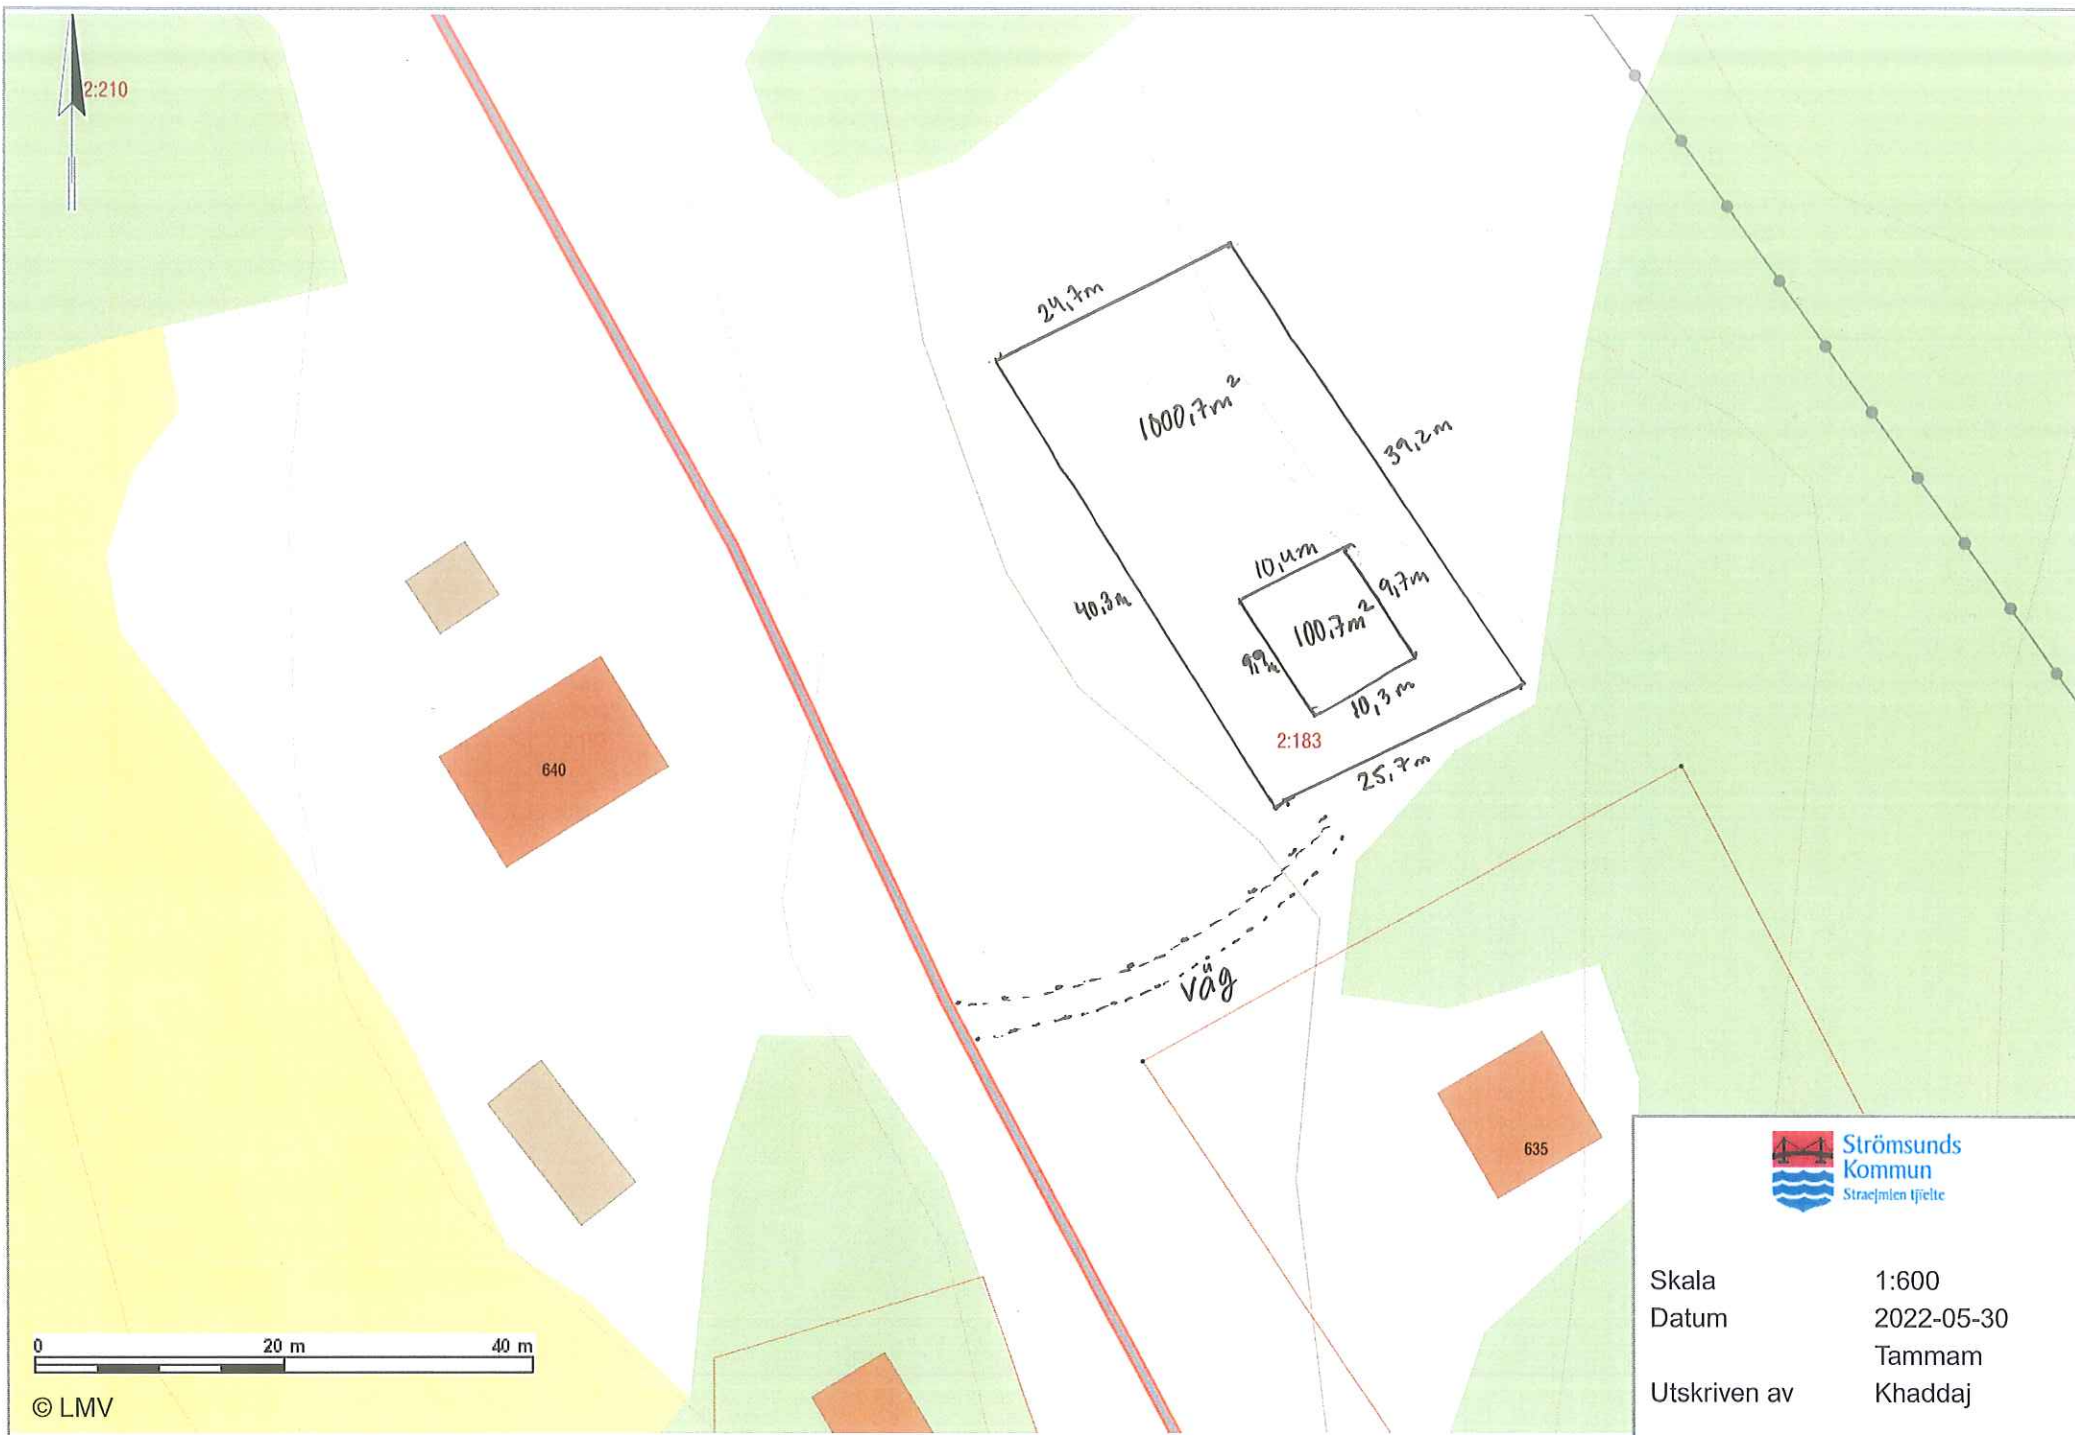 2:210
24,7m
1000,7m²
39,2m
40,3m
10,4m
9,7m
100,7m²
9,9m
10,3m
2:183
25,7m
640
väg
635
Strömsunds
Kommun
Straejmien tjïelte
Skala 1:600
Datum 2022-05-30
Tammam
Utskriven av Khaddaj
0 20 m 40 m
© LMV